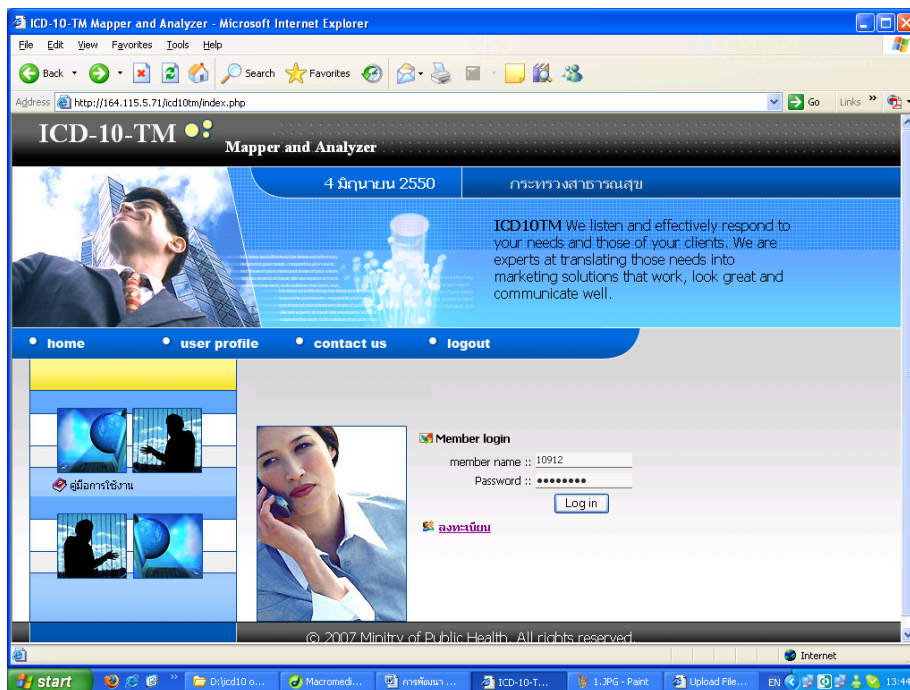 ICD-10-TM Mapper and Analyzer - Microsoft Internet Explorer
File Edit View Favorites Tools Help
Back Search Favorites
Address http://164.115.5.71/icd10tm/index.php Go Links
ICD-10-TM
Mapper and Analyzer
4 มิถุนายน 2550 กระทรวงสาธารณสุข
ICD10TM We listen and effectively respond to
your needs and those of your clients. We are
experts at translating those needs into
marketing solutions that work, look great and
communicate well.
home user profile contact us logout
Member login
member name :: 10912
Password :: ••••••••
Log in
คู่มือการใช้งาน
ลงทะเบียน
© 2007 Minitry of Public Health. All rights reserved.
Internet
start D:\icd10 o... Macromedi... การพัฒนา ... ICD-10-T... 1.JPG - Paint Upload File... EN 13:44